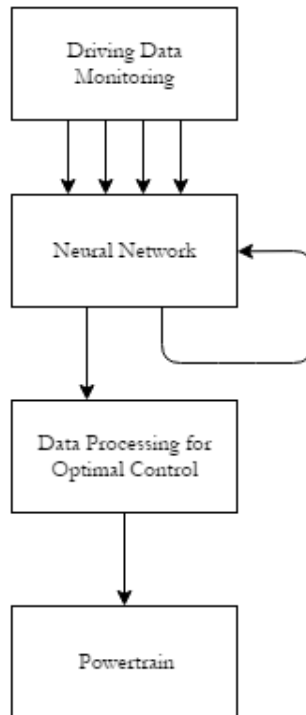 Driving Data
Monitoring
Neural Network
Data Processing for
Optimal Control
Powertrain